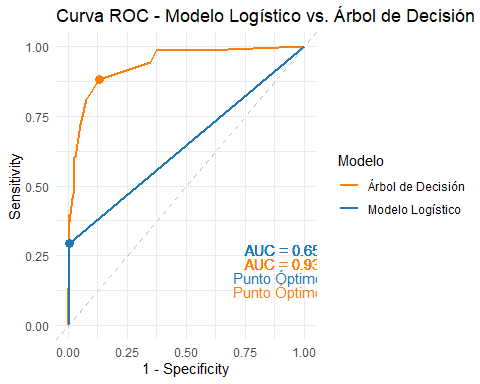 Curva ROC - Modelo Logístico vs. Árbol de Decisión
1.00
0.75
0.50
0.25
0.00
Sensitivity
AUC = 0.65
AUC = 0.93
Punto Óptimo
Punto Óptimo
0.00 0.25 0.50 0.75 1.00
1 - Specificity
Modelo
Árbol de Decisión
Modelo Logístico